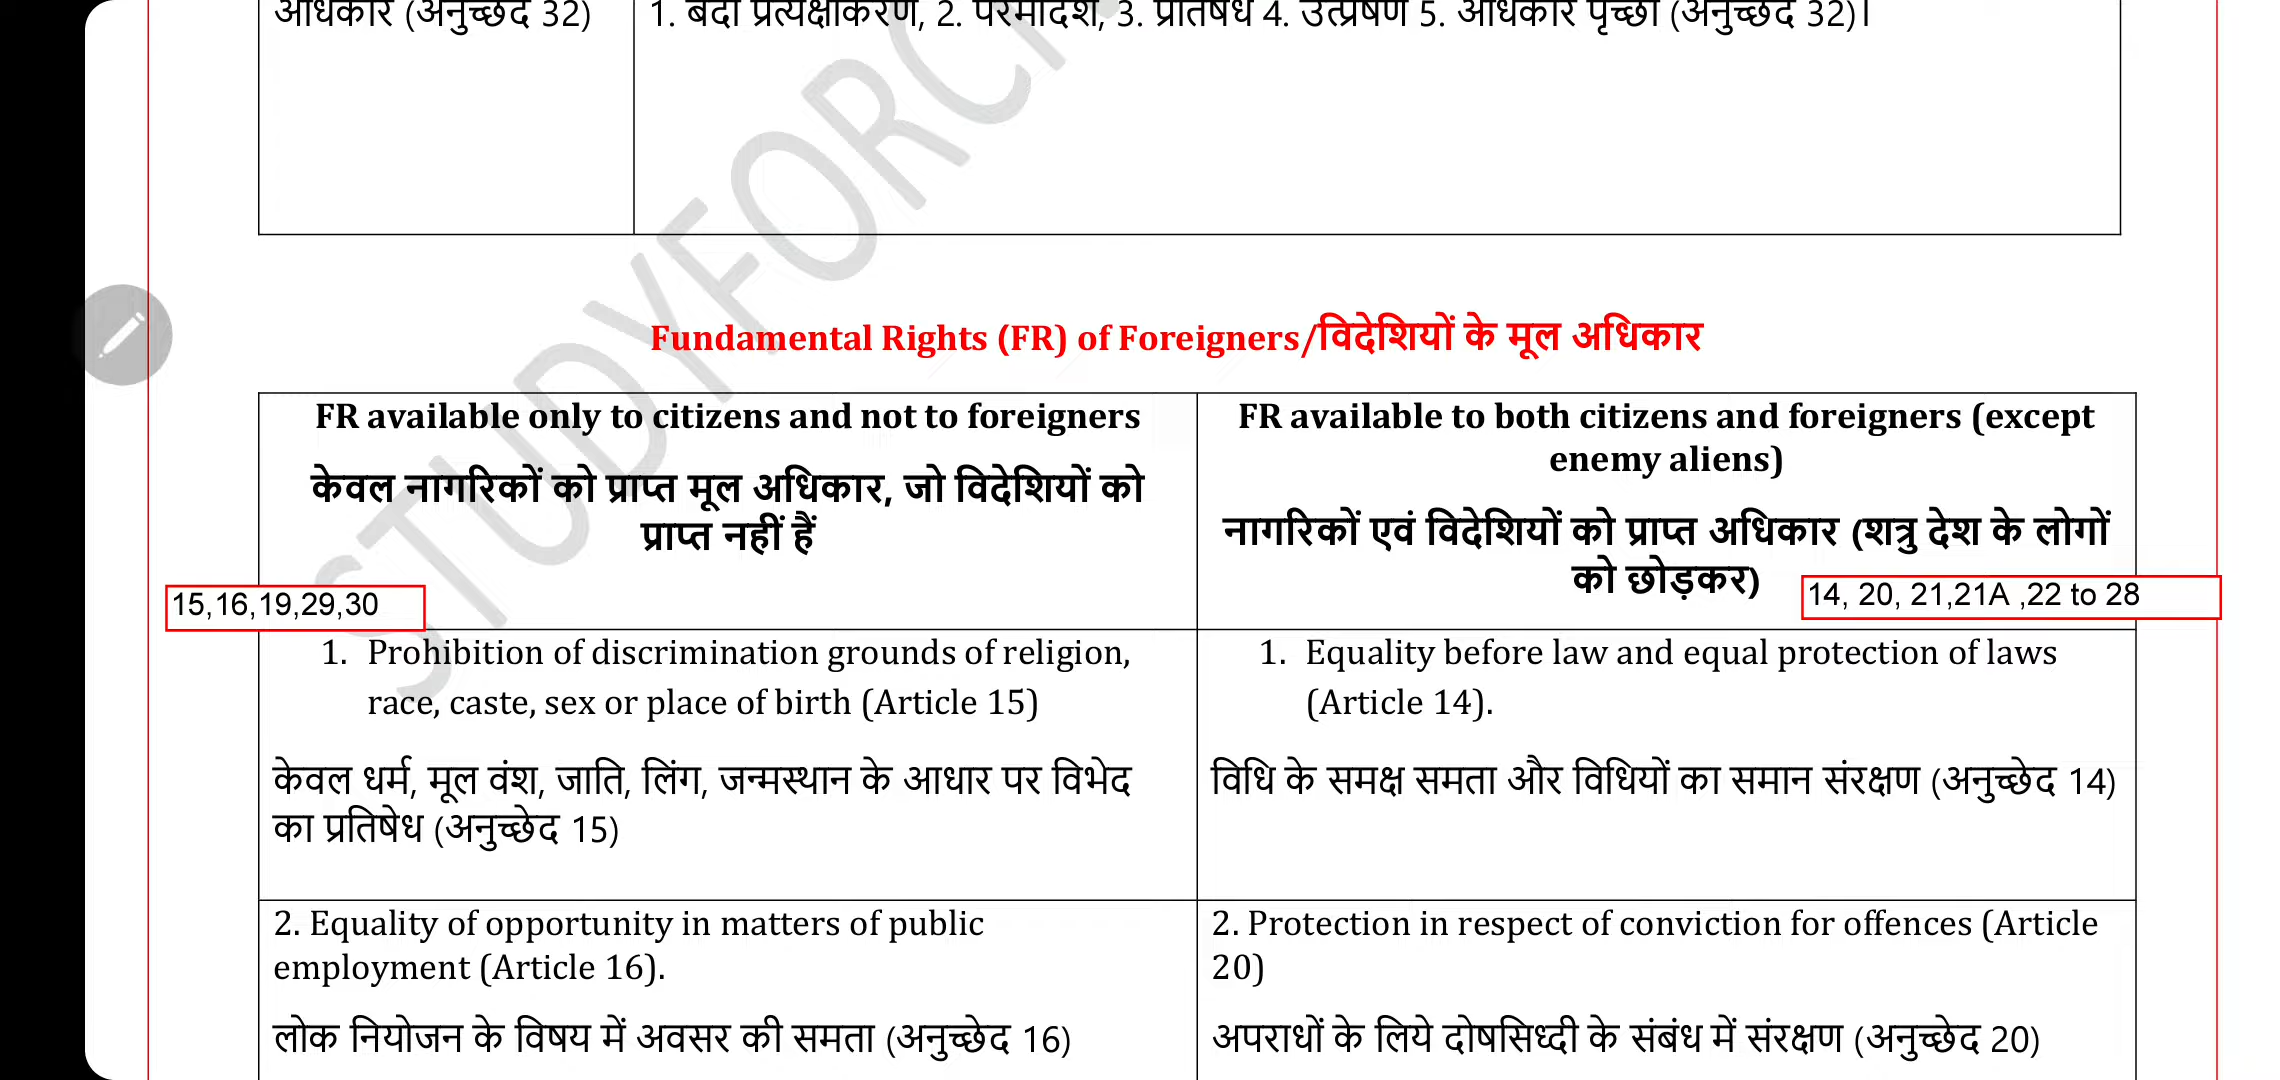 अधिकार (अनुच्छेद 32)
1. बंदी प्रत्यक्षीकरण, 2. परमादेश, 3. प्रतिषेध 4. उत्प्रेषण 5. अधिकार पृच्छा (अनुच्छेद 32)।
Fundamental Rights (FR) of Foreigners/विदेशियों के मूल अधिकार
FR available only to citizens and not to foreigners
केवल नागरिकों को प्राप्त मूल अधिकार, जो विदेशियों को
प्राप्त नहीं हैं
15,16,19,29,30
FR available to both citizens and foreigners (except
enemy aliens)
नागरिकों एवं विदेशियों को प्राप्त अधिकार (शत्रु देश के लोगों
को छोड़कर)
14, 20, 21,21A ,22 to 28
1. Prohibition of discrimination grounds of religion,
race, caste, sex or place of birth (Article 15)
केवल धर्म, मूल वंश, जाति, लिंग, जन्मस्थान के आधार पर विभेद
का प्रतिषेध (अनुच्छेद 15)
1. Equality before law and equal protection of laws
(Article 14).
विधि के समक्ष समता और विधियों का समान संरक्षण (अनुच्छेद 14)
2. Equality of opportunity in matters of public
employment (Article 16).
लोक नियोजन के विषय में अवसर की समता (अनुच्छेद 16)
2. Protection in respect of conviction for offences (Article
20)
अपराधों के लिये दोषसिध्दी के संबंध में संरक्षण (अनुच्छेद 20)